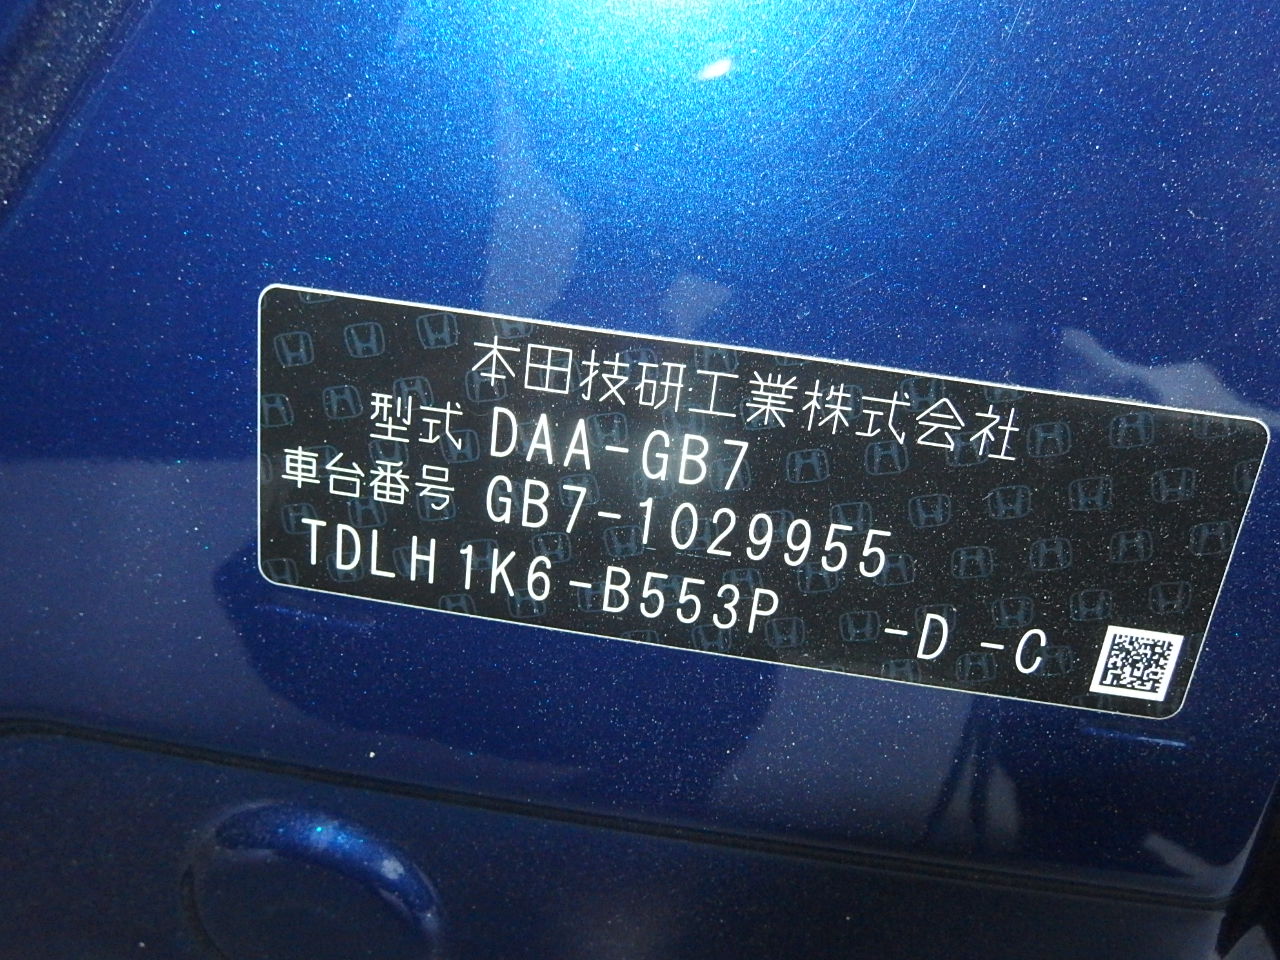 本田技研工業株式会社
型式 DAA-GB7
車台番号 GB7-1029955
TDLH1K6-B553P -D -C